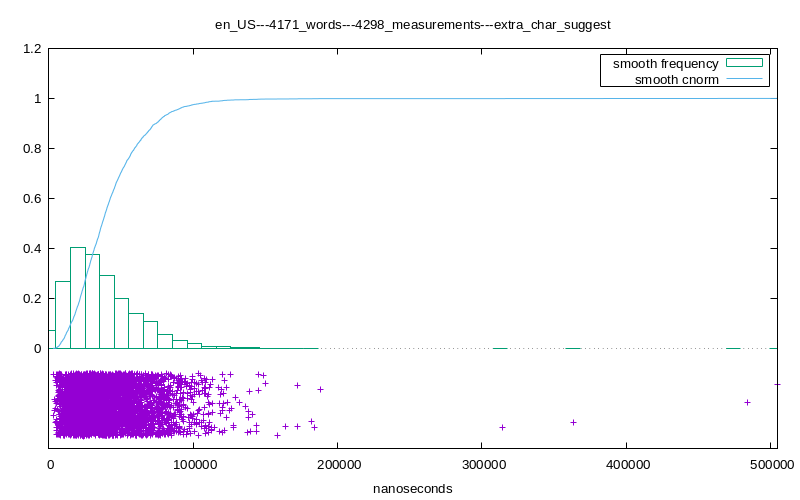 en_US---4171_words---4298_measurements---extra_char_suggest
1.2
1
0.8
0.6
0.4
0.2
0
smooth frequency
smooth cnorm
0 100000 200000 300000 400000 500000
nanoseconds